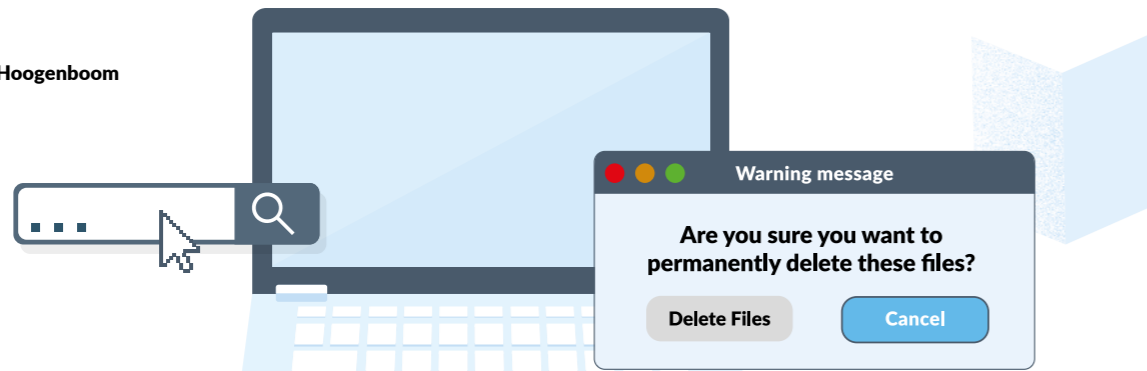 Hoogenboom
Warning message
Are you sure you want to
permanently delete these files?
Delete Files
Cancel